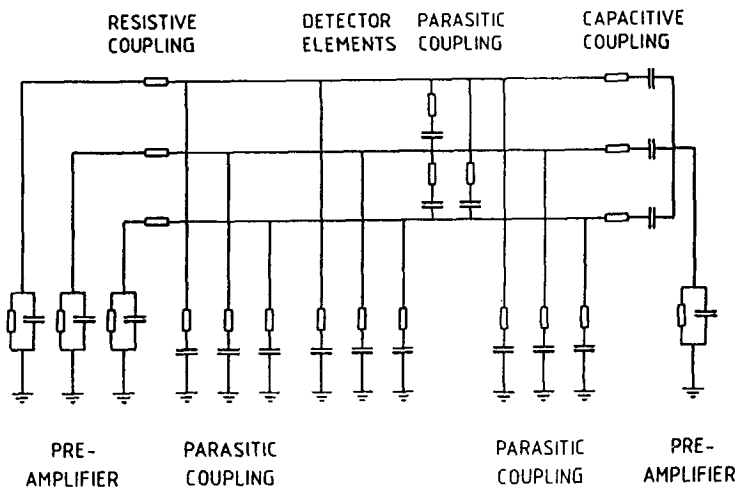 RESISTIVE
COUPLING
DETECTOR
ELEMENTS
PARASITIC
COUPLING
CAPACITIVE
COUPLING
PRE-
AMPLIFIER
PARASITIC
COUPLING
PARASITIC
COUPLING
PRE-
AMPLIFIER